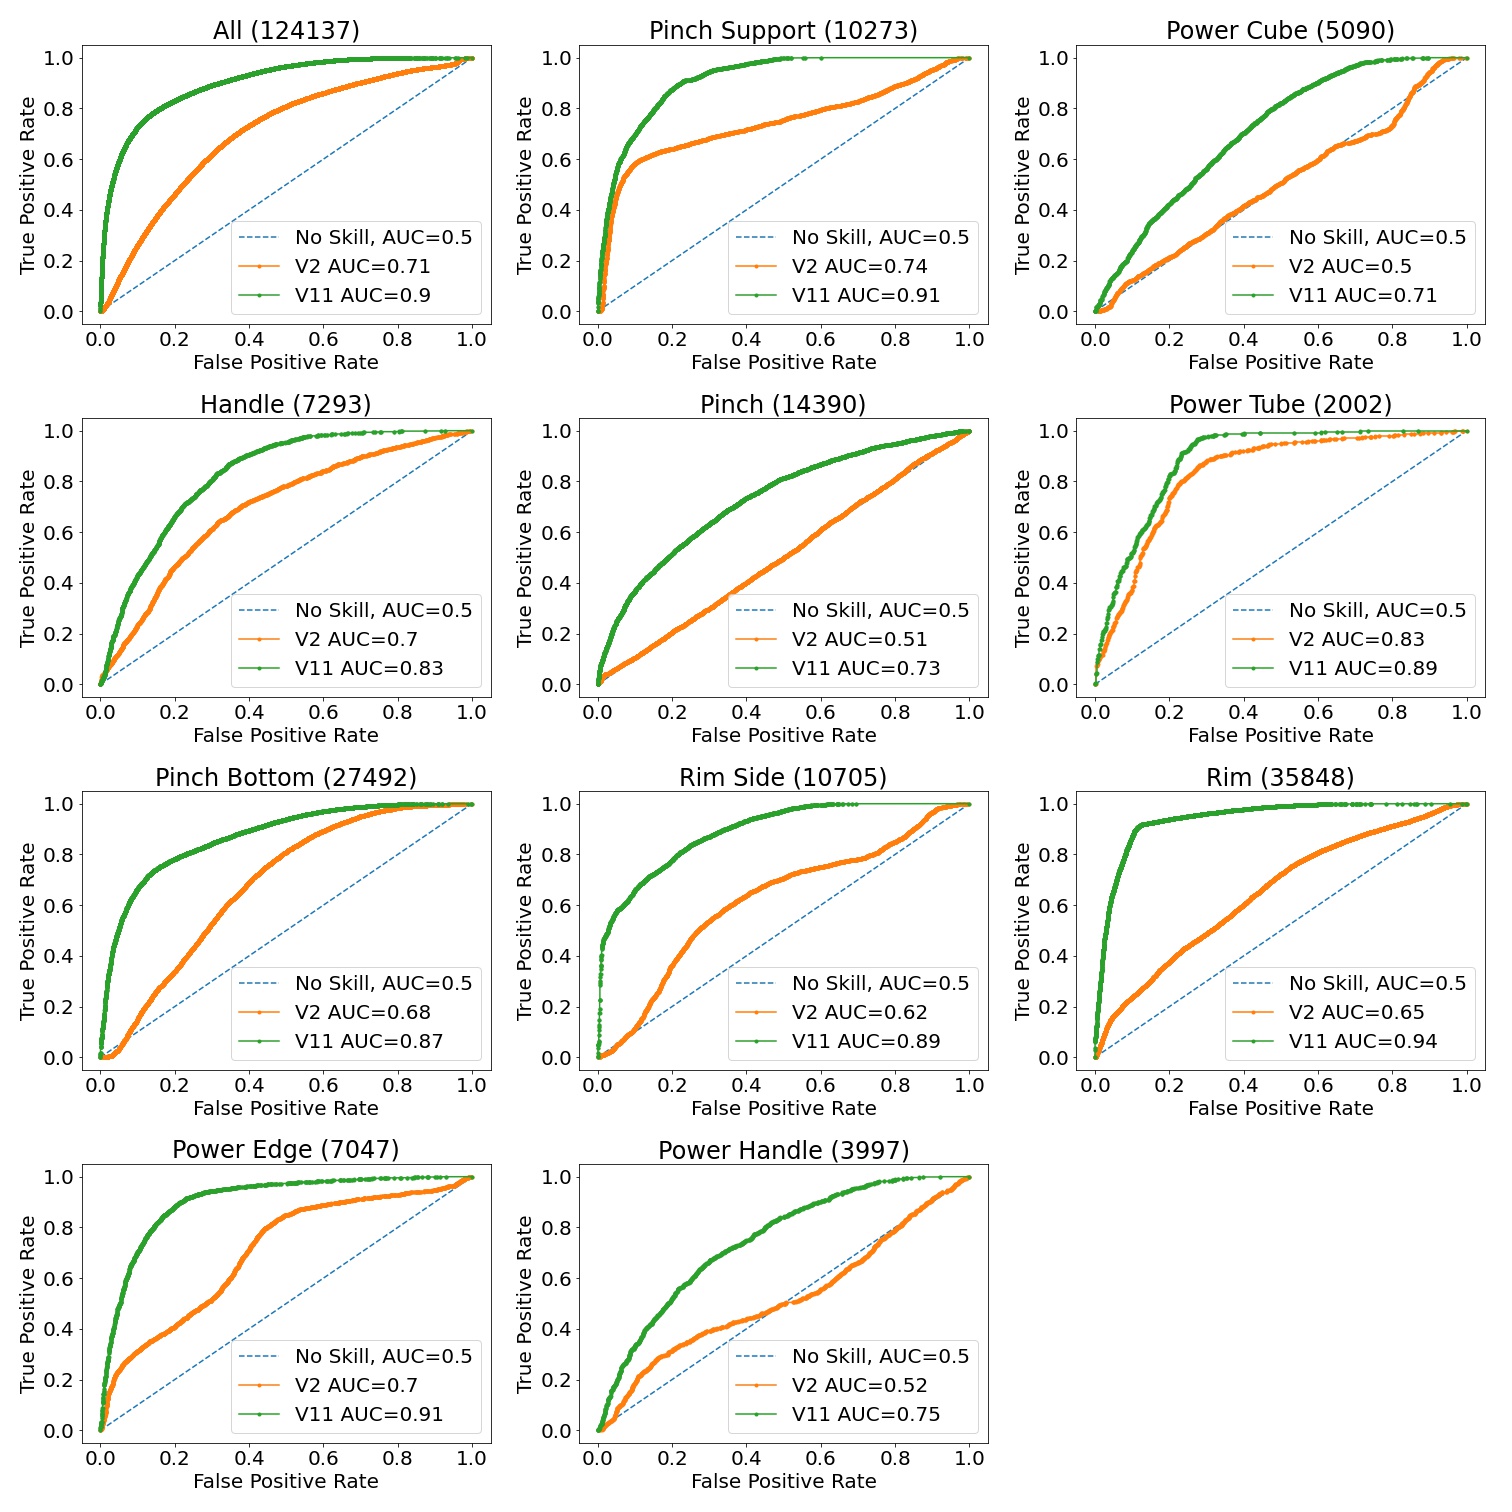 All (124137)
1.0
0.8
0.6
0.4
0.2
0.0
True Positive Rate
No Skill, AUC=0.5
V2 AUC=0.71
V11 AUC=0.9
0.0 0.2 0.4 0.6 0.8 1.0
False Positive Rate
Pinch Support (10273)
1.0
0.8
0.6
0.4
0.2
0.0
True Positive Rate
No Skill, AUC=0.5
V2 AUC=0.74
V11 AUC=0.91
0.0 0.2 0.4 0.6 0.8 1.0
False Positive Rate
Power Cube (5090)
1.0
0.8
0.6
0.4
0.2
0.0
True Positive Rate
No Skill, AUC=0.5
V2 AUC=0.5
V11 AUC=0.71
0.0 0.2 0.4 0.6 0.8 1.0
False Positive Rate
Handle (7293)
1.0
0.8
0.6
0.4
0.2
0.0
True Positive Rate
No Skill, AUC=0.5
V2 AUC=0.7
V11 AUC=0.83
0.0 0.2 0.4 0.6 0.8 1.0
False Positive Rate
Pinch (14390)
1.0
0.8
0.6
0.4
0.2
0.0
True Positive Rate
No Skill, AUC=0.5
V2 AUC=0.51
V11 AUC=0.73
0.0 0.2 0.4 0.6 0.8 1.0
False Positive Rate
Power Tube (2002)
1.0
0.8
0.6
0.4
0.2
0.0
True Positive Rate
No Skill, AUC=0.5
V2 AUC=0.83
V11 AUC=0.89
0.0 0.2 0.4 0.6 0.8 1.0
False Positive Rate
Pinch Bottom (27492)
1.0
0.8
0.6
0.4
0.2
0.0
True Positive Rate
No Skill, AUC=0.5
V2 AUC=0.68
V11 AUC=0.87
0.0 0.2 0.4 0.6 0.8 1.0
False Positive Rate
Rim Side (10705)
1.0
0.8
0.6
0.4
0.2
0.0
True Positive Rate
No Skill, AUC=0.5
V2 AUC=0.62
V11 AUC=0.89
0.0 0.2 0.4 0.6 0.8 1.0
False Positive Rate
Rim (35848)
1.0
0.8
0.6
0.4
0.2
0.0
True Positive Rate
No Skill, AUC=0.5
V2 AUC=0.65
V11 AUC=0.94
0.0 0.2 0.4 0.6 0.8 1.0
False Positive Rate
Power Edge (7047)
1.0
0.8
0.6
0.4
0.2
0.0
True Positive Rate
No Skill, AUC=0.5
V2 AUC=0.7
V11 AUC=0.91
0.0 0.2 0.4 0.6 0.8 1.0
False Positive Rate
Power Handle (3997)
1.0
0.8
0.6
0.4
0.2
0.0
True Positive Rate
No Skill, AUC=0.5
V2 AUC=0.52
V11 AUC=0.75
0.0 0.2 0.4 0.6 0.8 1.0
False Positive Rate